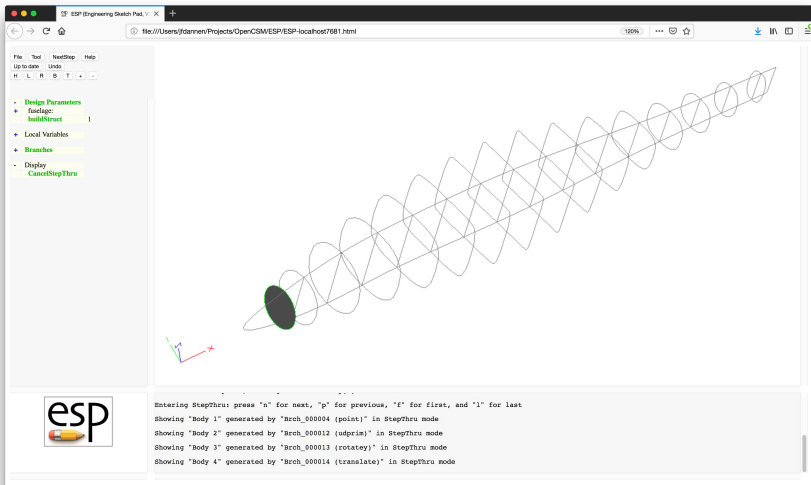 ESP (Engineering Sketch Pad, V
file:///Users/jfdannen/Projects/OpenCSM/ESP/ESP-localhost7681.html
120%
File Tool NextStep Help
Up to date Undo
H L R B T + -
- Design Parameters
+ fuselage:
buildStruct 1
+ Local Variables
+ Branches
- Display
CancelStepThru
x
esp
Entering StepThru: press "n" for next, "p" for previous, "f" for first, and "l" for last
Showing "Body 1" generated by "Brch_000004 (point)" in StepThru mode
Showing "Body 2" generated by "Brch_000012 (udprim)" in StepThru mode
Showing "Body 3" generated by "Brch_000013 (rotatey)" in StepThru mode
Showing "Body 4" generated by "Brch_000014 (translate)" in StepThru mode